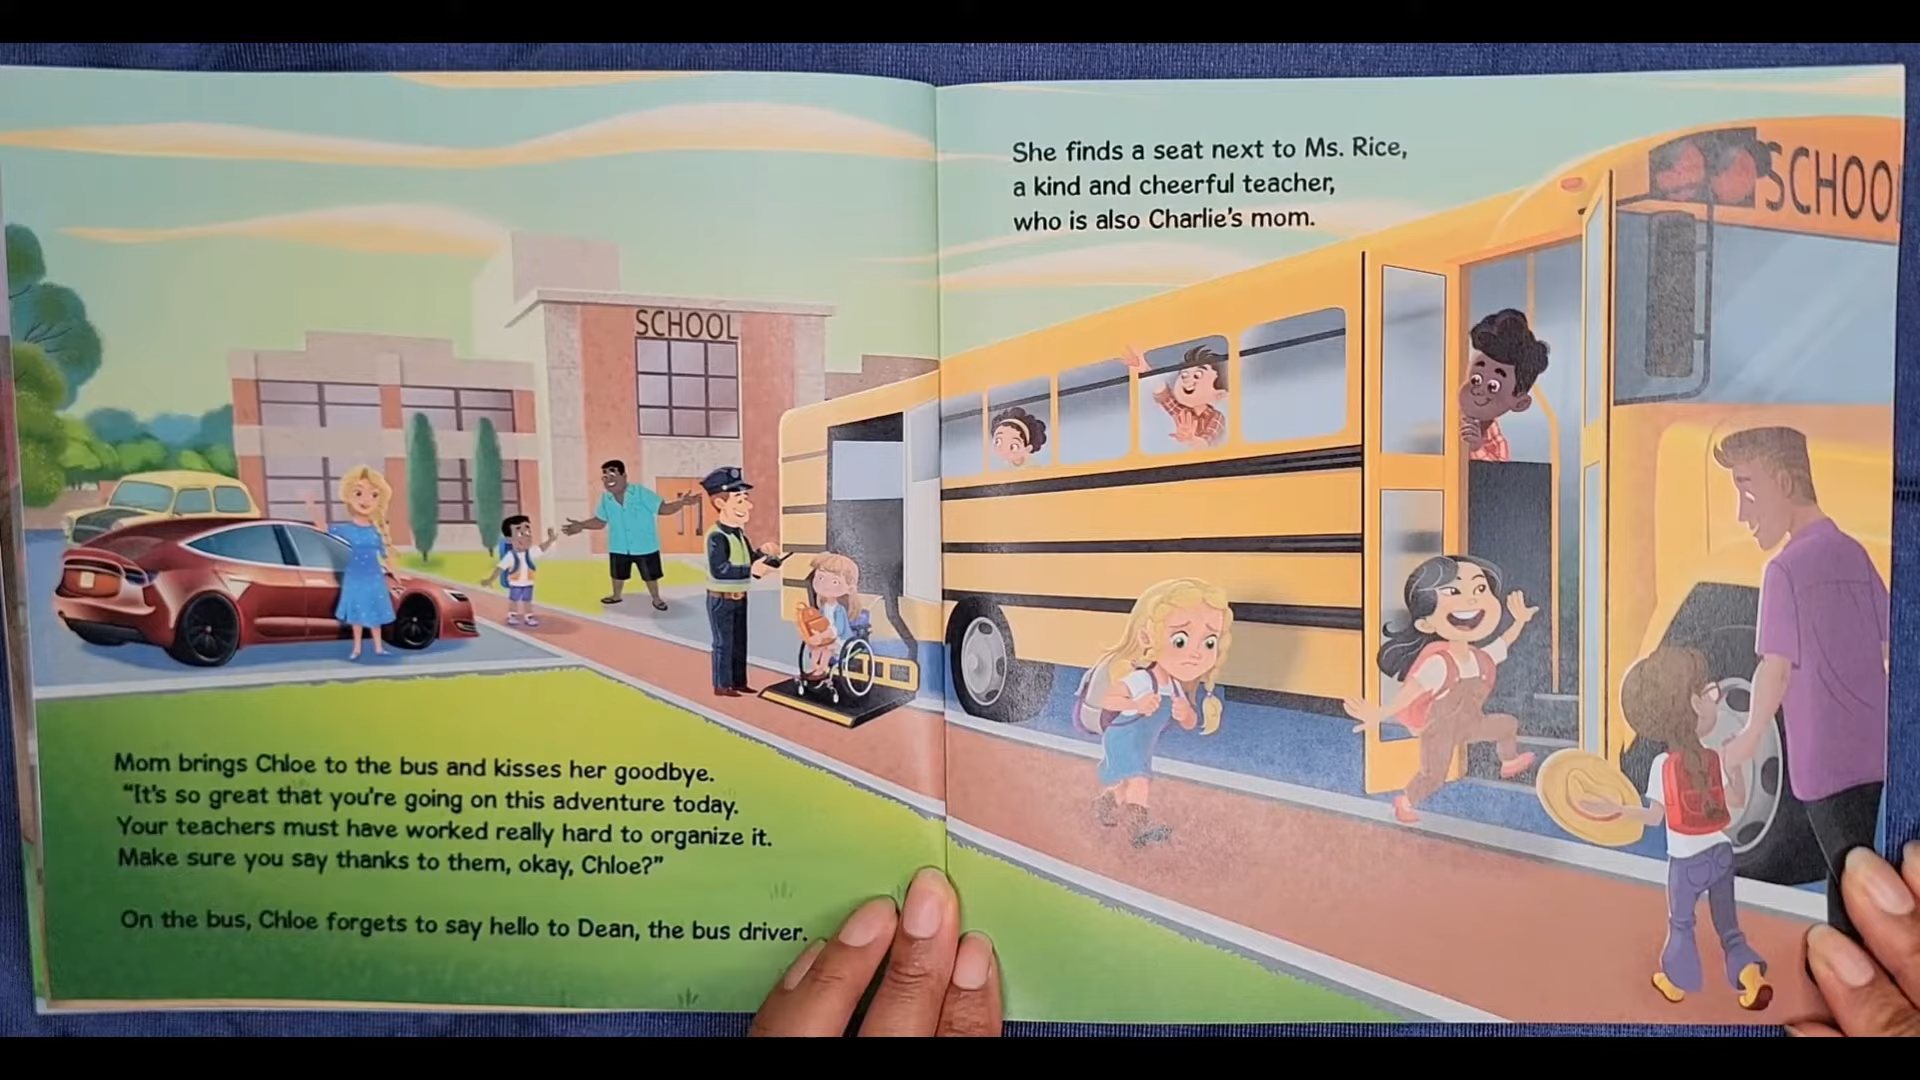 SCHOOL
Mom brings Chloe to the bus and kisses her goodbye.
"It's so great that you're going on this adventure today.
Your teachers must have worked really hard to organize it.
Make sure you say thanks to them, okay, Chloe?"
On the bus, Chloe forgets to say hello to Dean, the bus driver.
She finds a seat next to Ms. Rice,
a kind and cheerful teacher,
who is also Charlie's mom.
SCHOO